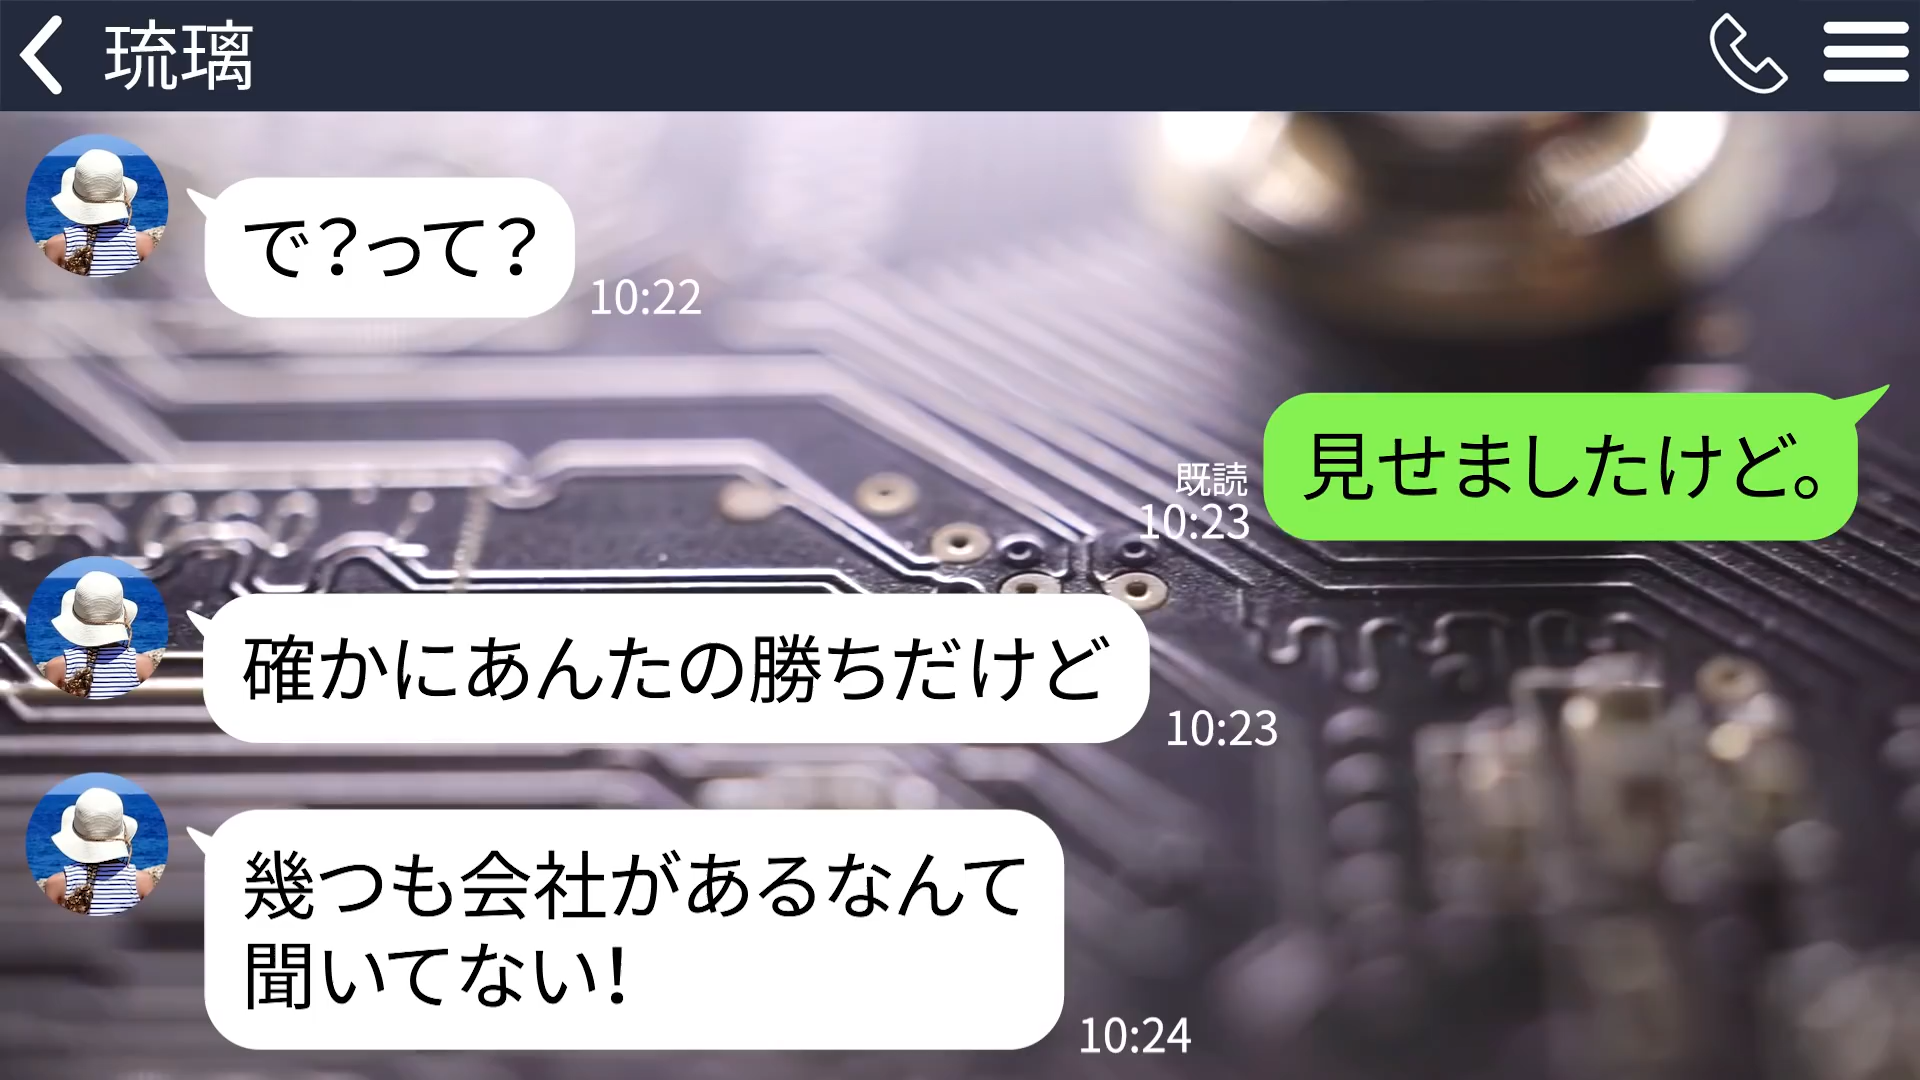 琉璃
で？って？
10:22
見せましたけど。
既読
10:23
確かにあんたの勝ちだけど
10:23
幾つも会社があるなんて
聞いてない！
10:24